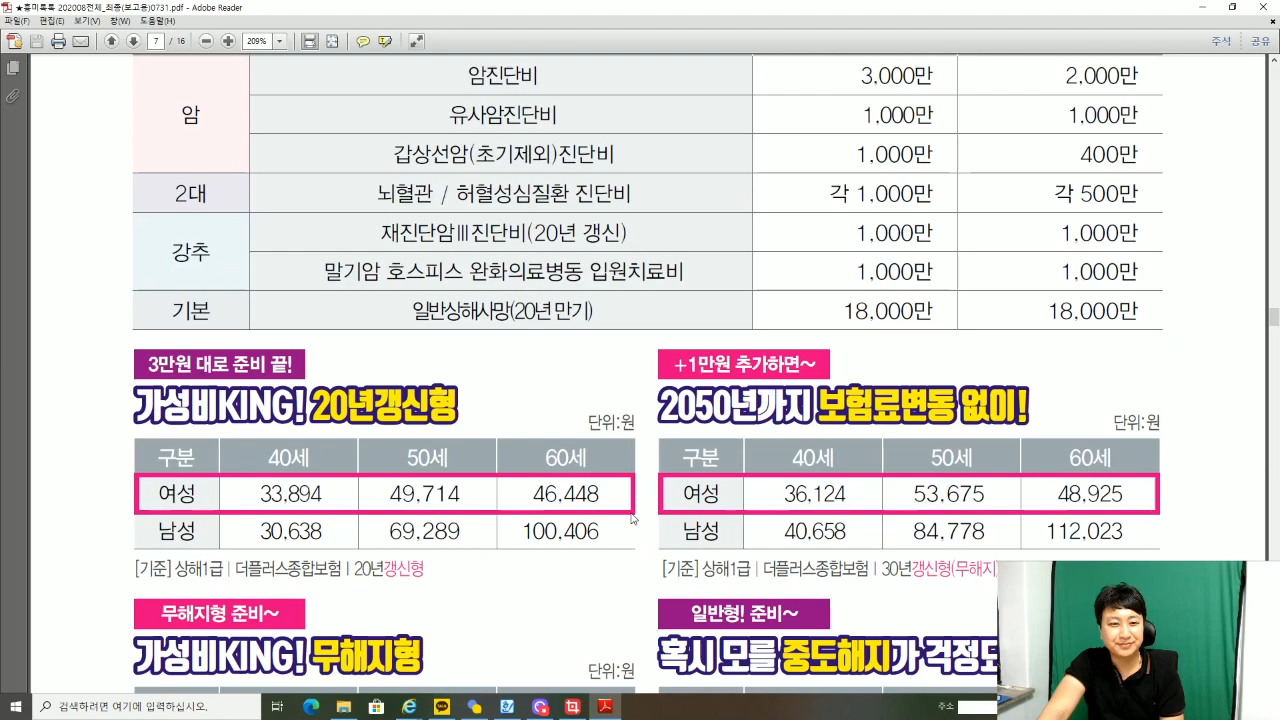 ★흥미톡톡 202008전체_최종(보고용)0731.pdf - Adobe Reader
파일(F) 편집(E) 보기(V) 창(W) 도움말(H)
7 / 16 209% 주석 공유
암 암진단비 3,000만 2,000만
유사암진단비 1,000만 1,000만
갑상선암(초기제외)진단비 1,000만 400만
2대 뇌혈관 / 허혈성심질환 진단비 각 1,000만 각 500만
강추 재진단암Ⅲ진단비(20년 갱신) 1,000만 1,000만
말기암 호스피스 완화의료병동 입원치료비 1,000만 1,000만
기본 일반상해사망(20년 만기) 18,000만 18,000만
3만원 대로 준비 끝!
가성비KING! 20년갱신형
단위:원
구분 40세 50세 60세
여성 33,894 49,714 46,448
남성 30,638 69,289 100,406
[기준] 상해1급 | 더플러스종합보험 | 20년갱신형
+1만원 추가하면~
2050년까지 보험료변동 없이!
단위:원
구분 40세 50세 60세
여성 36,124 53,675 48,925
남성 40,658 84,778 112,023
[기준] 상해1급 | 더플러스종합보험 | 30년갱신형(무해지)
무해지형 준비~
가성비KING! 무해지형
단위:원
일반형! 준비~
혹시 모를 중도해지가 걱정되
검색하려면 여기에 입력하십시오.
TALK
주소